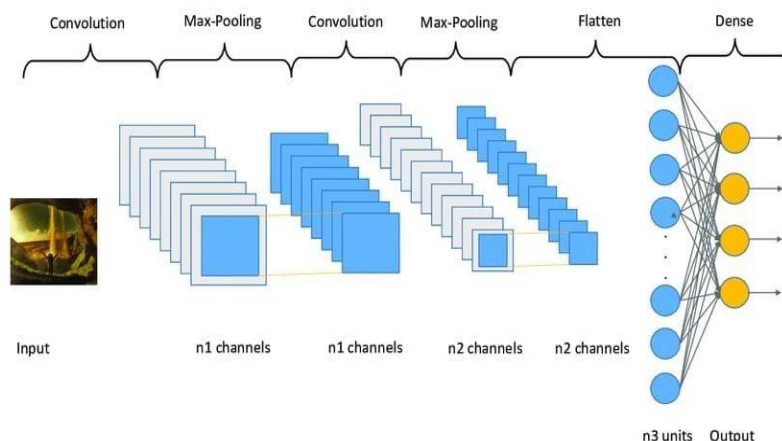 Convolution Max-Pooling Convolution Max-Pooling Flatten Dense
Input n1 channels n1 channels n2 channels n2 channels
n3 units Output